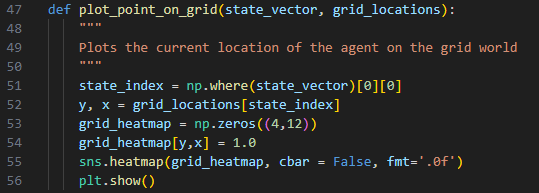 47 def plot_point_on_grid(state_vector, grid_locations):
48     """
49     Plots the current location of the agent on the grid world
50     """
51     state_index = np.where(state_vector)[0][0]
52     y, x = grid_locations[state_index]
53     grid_heatmap = np.zeros((4,12))
54     grid_heatmap[y,x] = 1.0
55     sns.heatmap(grid_heatmap, cbar = False, fmt='.0f')
56     plt.show()